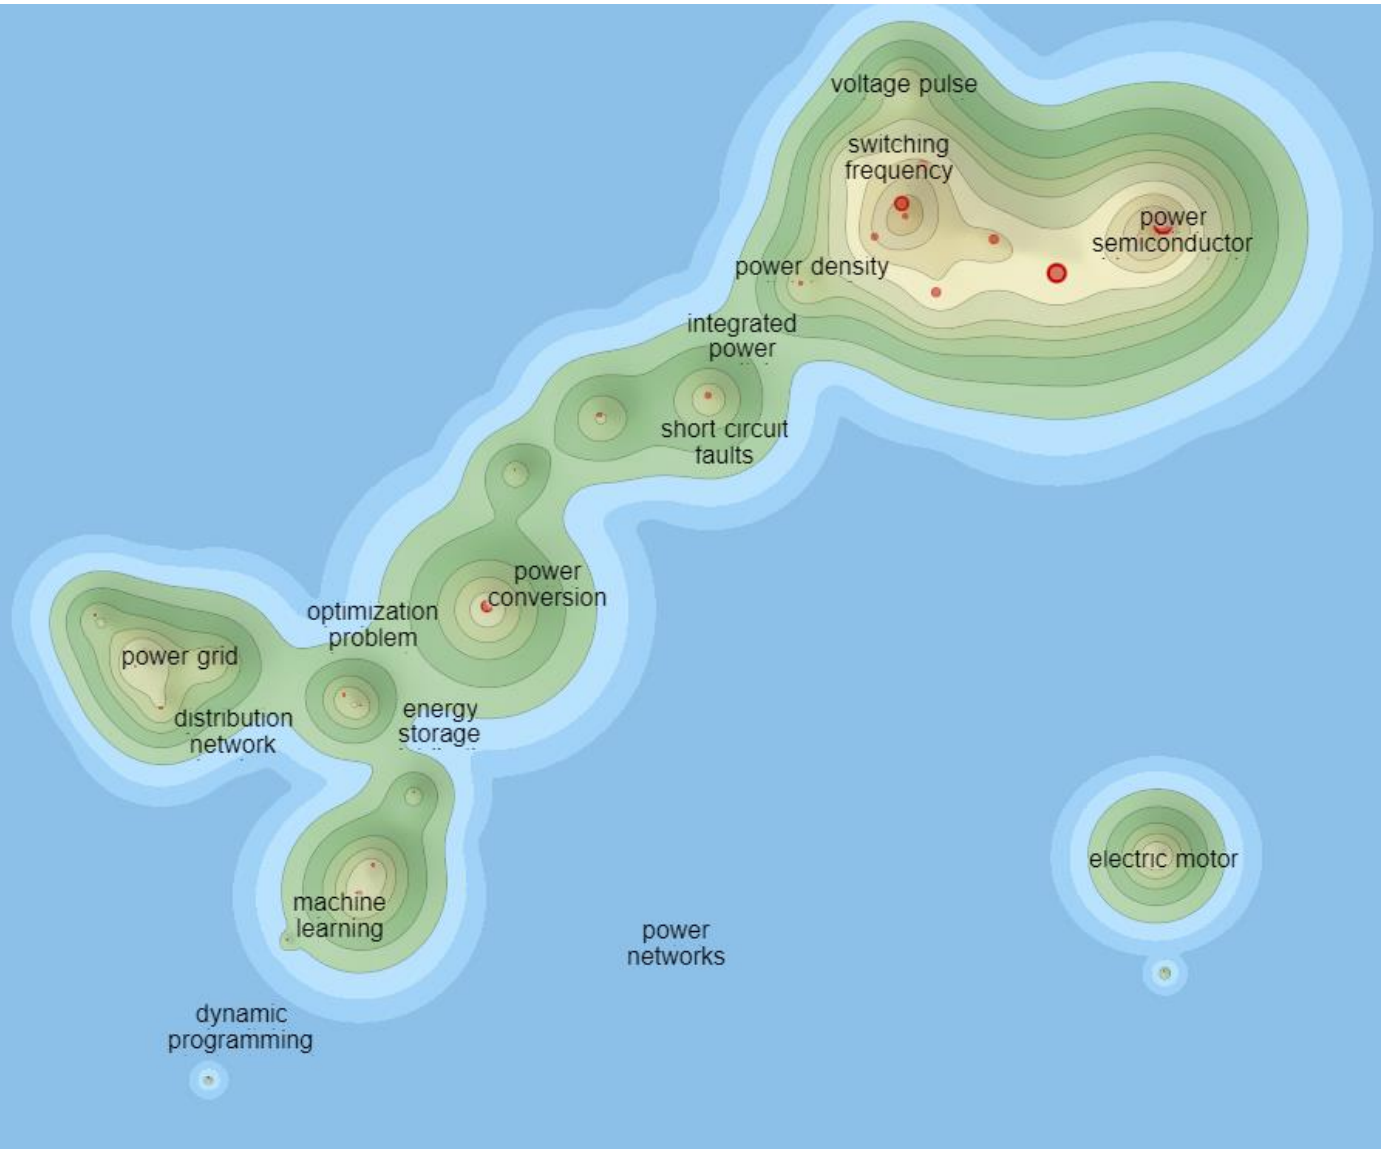 voltage pulse
switching
frequency
power
semiconductor
power density
integrated
power
short circuit
faults
power
conversion
optimization
problem
power grid
distribution
network
energy
storage
electric motor
machine
learning
power
networks
dynamic
programming